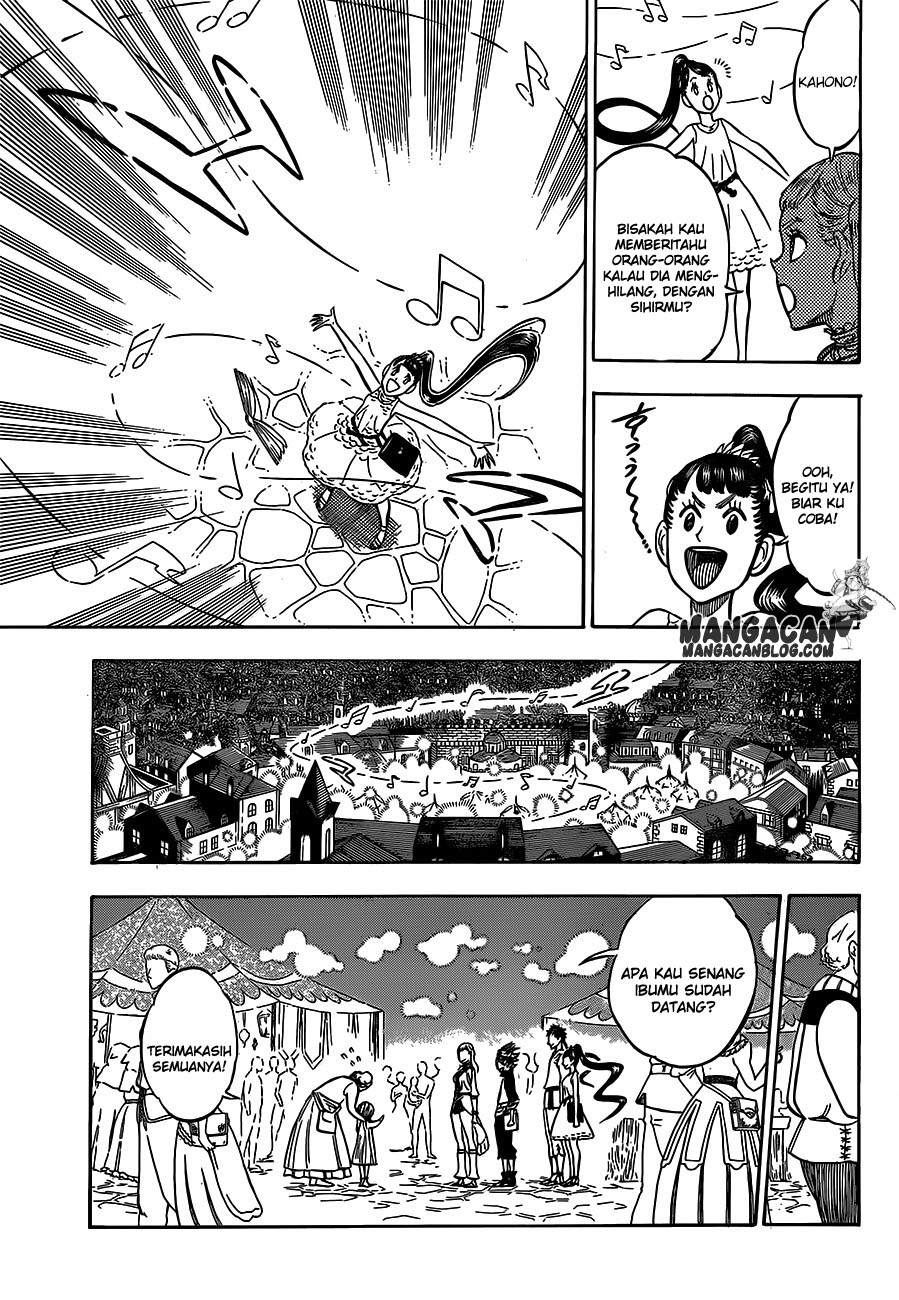 KAHONO!
BISAKAH KAU
MEMBERITAHU
ORANG-ORANG
KALAU DIA MENG-
HILANG, DENGAN
SIHIRMU?
OOH,
BEGITU YA!
BIAR KU
COBA!
MANGACAN
MANGACANBLOG.COM
APA KAU SENANG
IBUMU SUDAH
DATANG?
TERIMAKASIH
SEMUANYA!